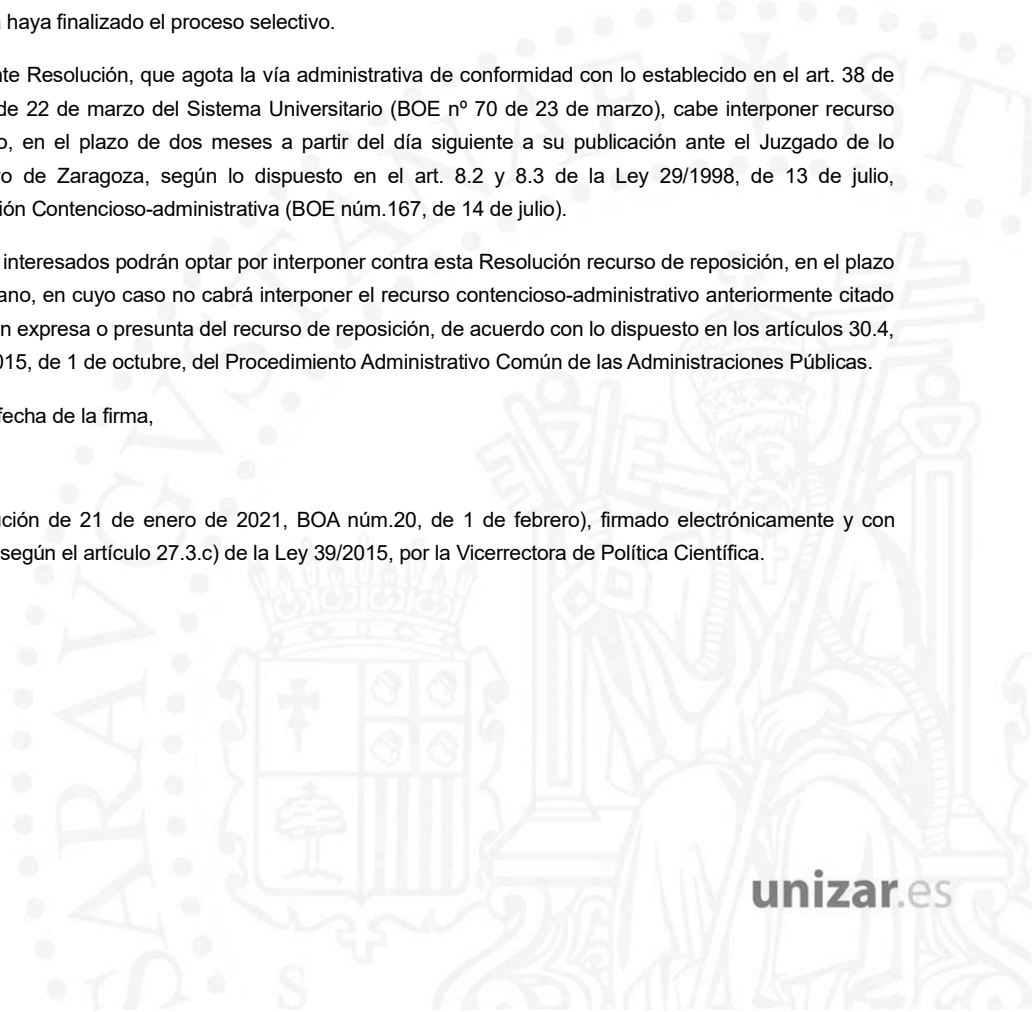 haya finalizado el proceso selectivo.
nte Resolución, que agota la vía administrativa de conformidad con lo establecido en el art. 38 de
de 22 de marzo del Sistema Universitario (BOE nº 70 de 23 de marzo), cabe interponer recurso
o, en el plazo de dos meses a partir del día siguiente a su publicación ante el Juzgado de lo
vo de Zaragoza, según lo dispuesto en el art. 8.2 y 8.3 de la Ley 29/1998, de 13 de julio,
ión Contencioso-administrativa (BOE núm.167, de 14 de julio).
interesados podrán optar por interponer contra esta Resolución recurso de reposición, en el plazo
ano, en cuyo caso no cabrá interponer el recurso contencioso-administrativo anteriormente citado
n expresa o presunta del recurso de reposición, de acuerdo con lo dispuesto en los artículos 30.4,
015, de 1 de octubre, del Procedimiento Administrativo Común de las Administraciones Públicas.
fecha de la firma,
ución de 21 de enero de 2021, BOA núm.20, de 1 de febrero), firmado electrónicamente y con
según el artículo 27.3.c) de la Ley 39/2015, por la Vicerrectora de Política Científica.
SARAVGVSTANÆ
ST
S
unizar.es